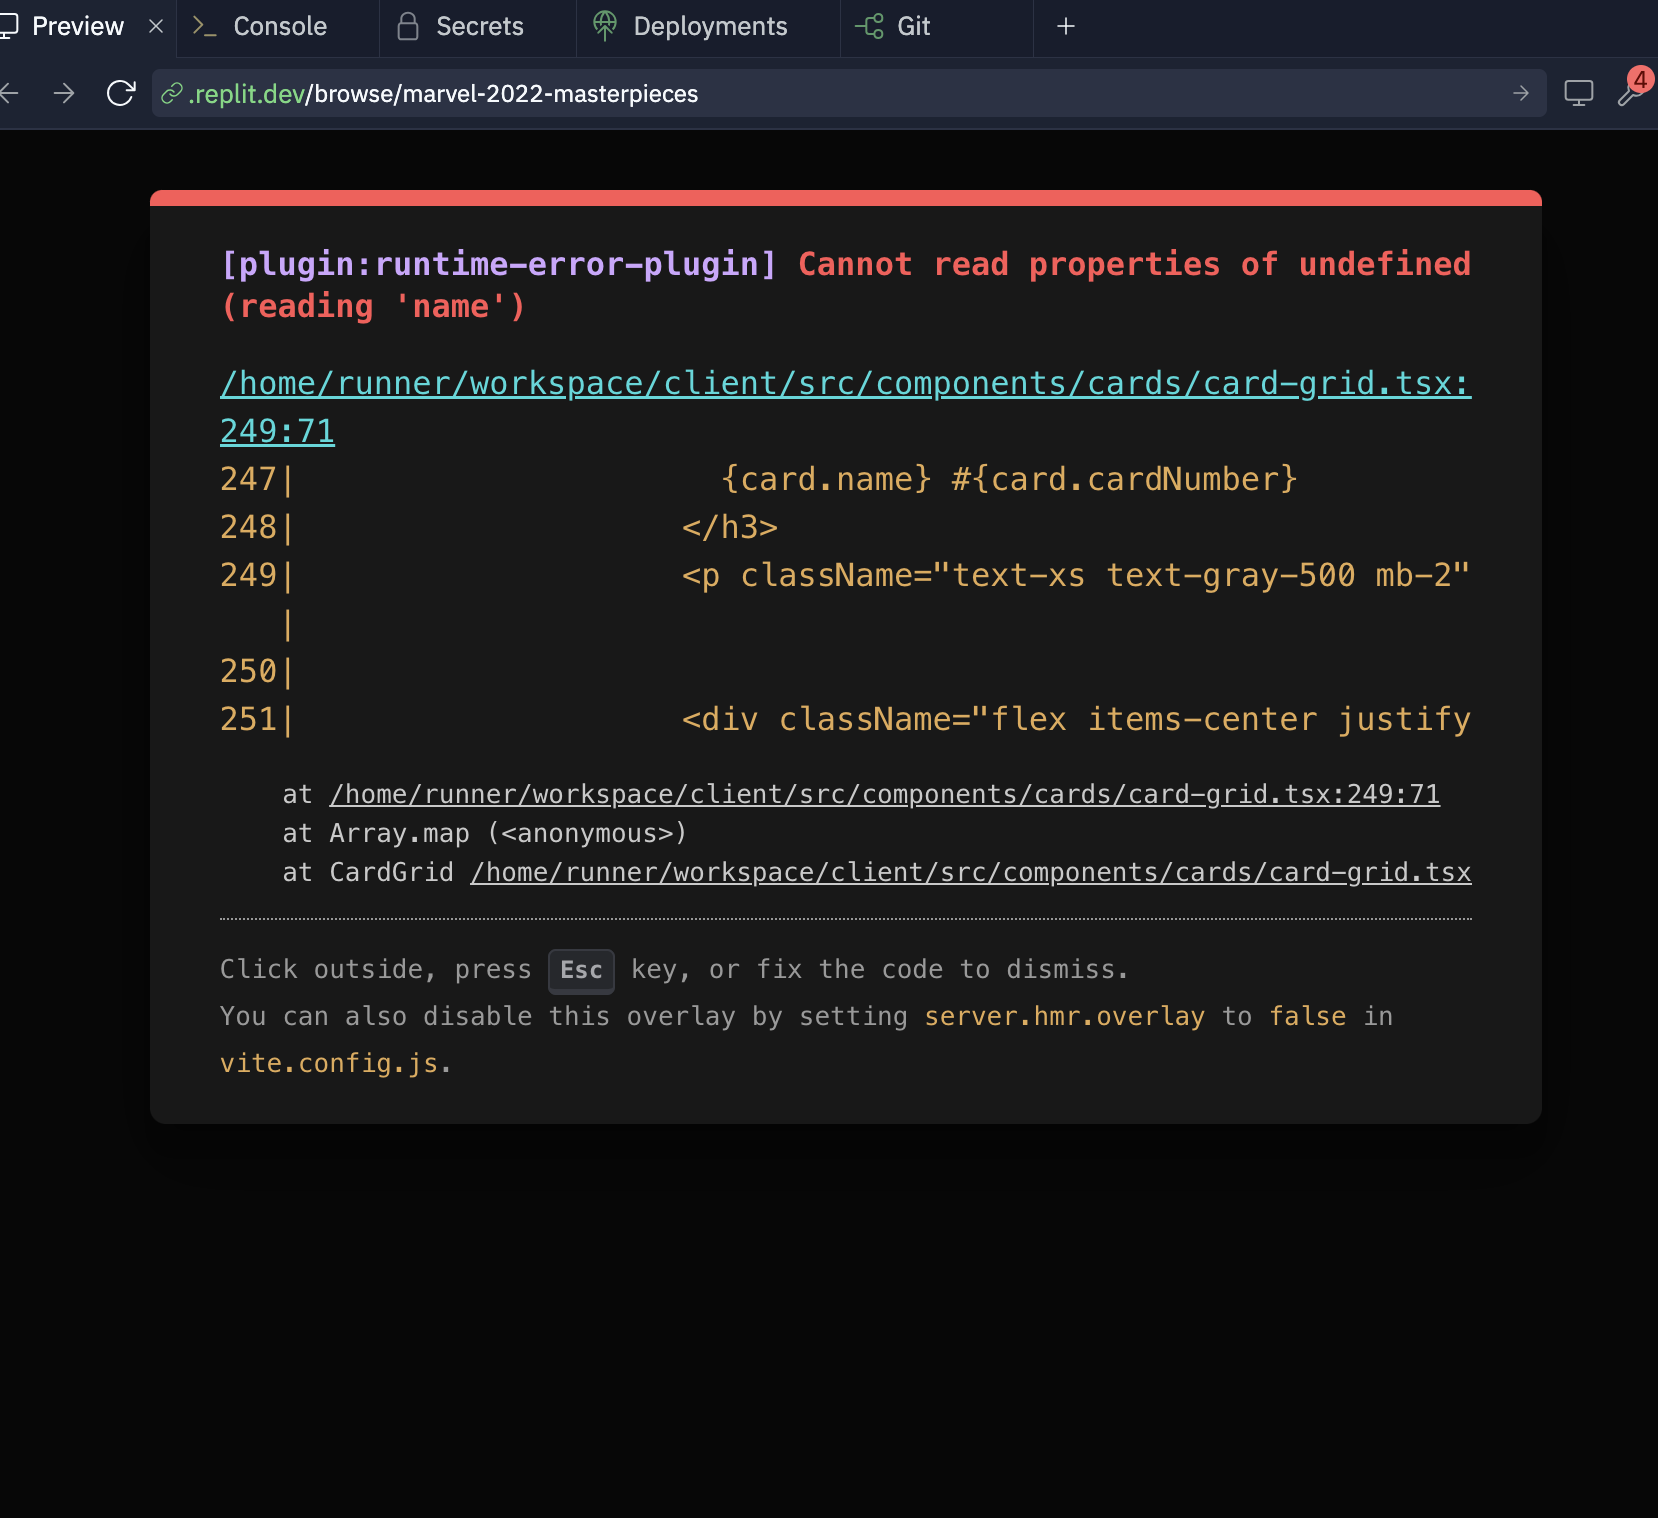 Preview × >_ Console Secrets Deployments Git +
.replit.dev/browse/marvel-2022-masterpieces
4
[plugin:runtime-error-plugin] Cannot read properties of undefined
(reading 'name')
/home/runner/workspace/client/src/components/cards/card-grid.tsx:
249:71
247| {card.name} #{card.cardNumber}
248| </h3>
249| <p className="text-xs text-gray-500 mb-2"
|
250|
251| <div className="flex items-center justify
at /home/runner/workspace/client/src/components/cards/card-grid.tsx:249:71
at Array.map (<anonymous>)
at CardGrid /home/runner/workspace/client/src/components/cards/card-grid.tsx
Click outside, press Esc key, or fix the code to dismiss.
You can also disable this overlay by setting server.hmr.overlay to false in
vite.config.js.